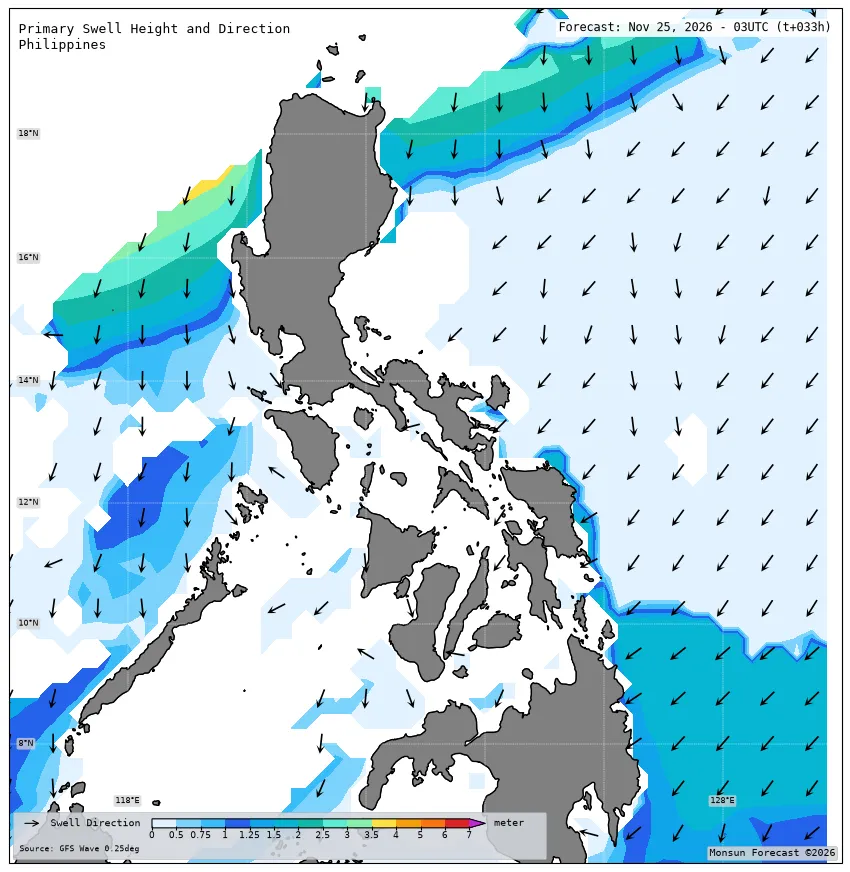 Primary Swell Height and Direction
Philippines
Forecast: Nov 25, 2026 - 03UTC (t+033h)
18°N
16°N
14°N
12°N
10°N
8°N
118°E
128°E
Swell Direction
0 0.5 0.75 1 1.25 1.5 2 2.5 3 3.5 4 5 6 7
meter
Source: GFS Wave 0.25deg
Monsun Forecast ©2026